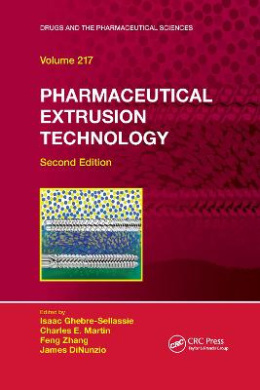 DRUGS AND THE PHARMACEUTICAL SCIENCES
Volume 217
PHARMACEUTICAL
EXTRUSION
TECHNOLOGY
Second Edition
Edited by
Isaac Ghebre-Sellassie
Charles E. Martin
Feng Zhang
James DiNunzio
CRC
CRC Press
Taylor & Francis Group